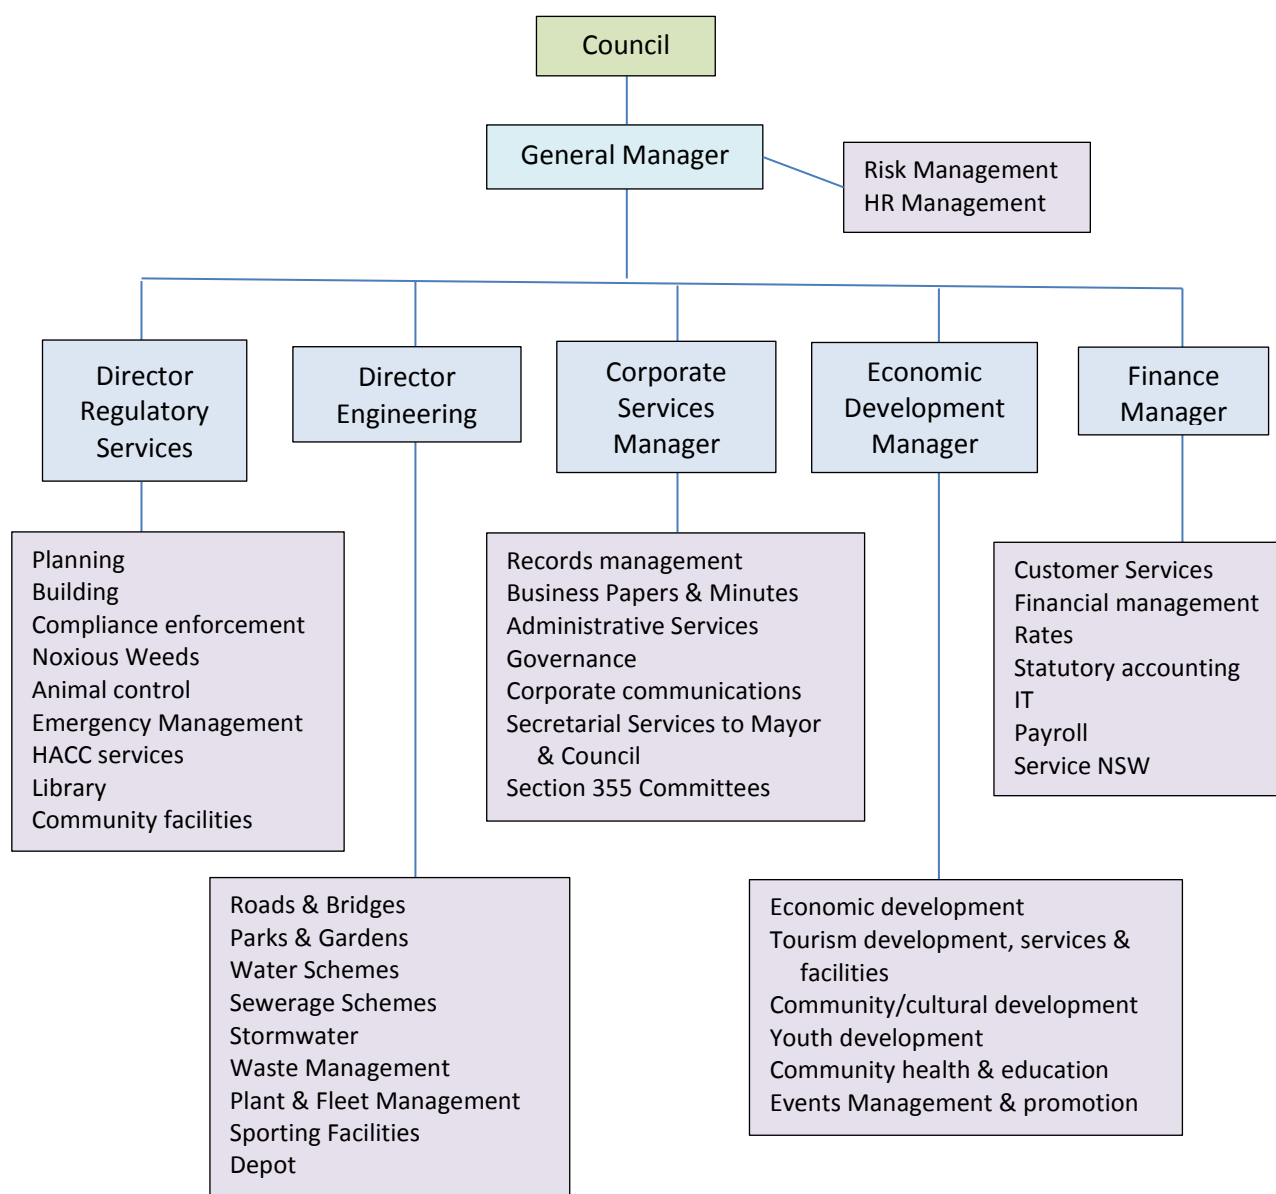 Council
General Manager
Risk Management
HR Management
Director
Regulatory
Services
Director
Engineering
Corporate
Services
Manager
Economic
Development
Manager
Finance
Manager
Planning
Building
Compliance enforcement
Noxious Weeds
Animal control
Emergency Management
HACC services
Library
Community facilities
Records management
Business Papers & Minutes
Administrative Services
Governance
Corporate communications
Secretarial Services to Mayor
& Council
Section 355 Committees
Customer Services
Financial management
Rates
Statutory accounting
IT
Payroll
Service NSW
Roads & Bridges
Parks & Gardens
Water Schemes
Sewerage Schemes
Stormwater
Waste Management
Plant & Fleet Management
Sporting Facilities
Depot
Economic development
Tourism development, services &
facilities
Community/cultural development
Youth development
Community health & education
Events Management & promotion